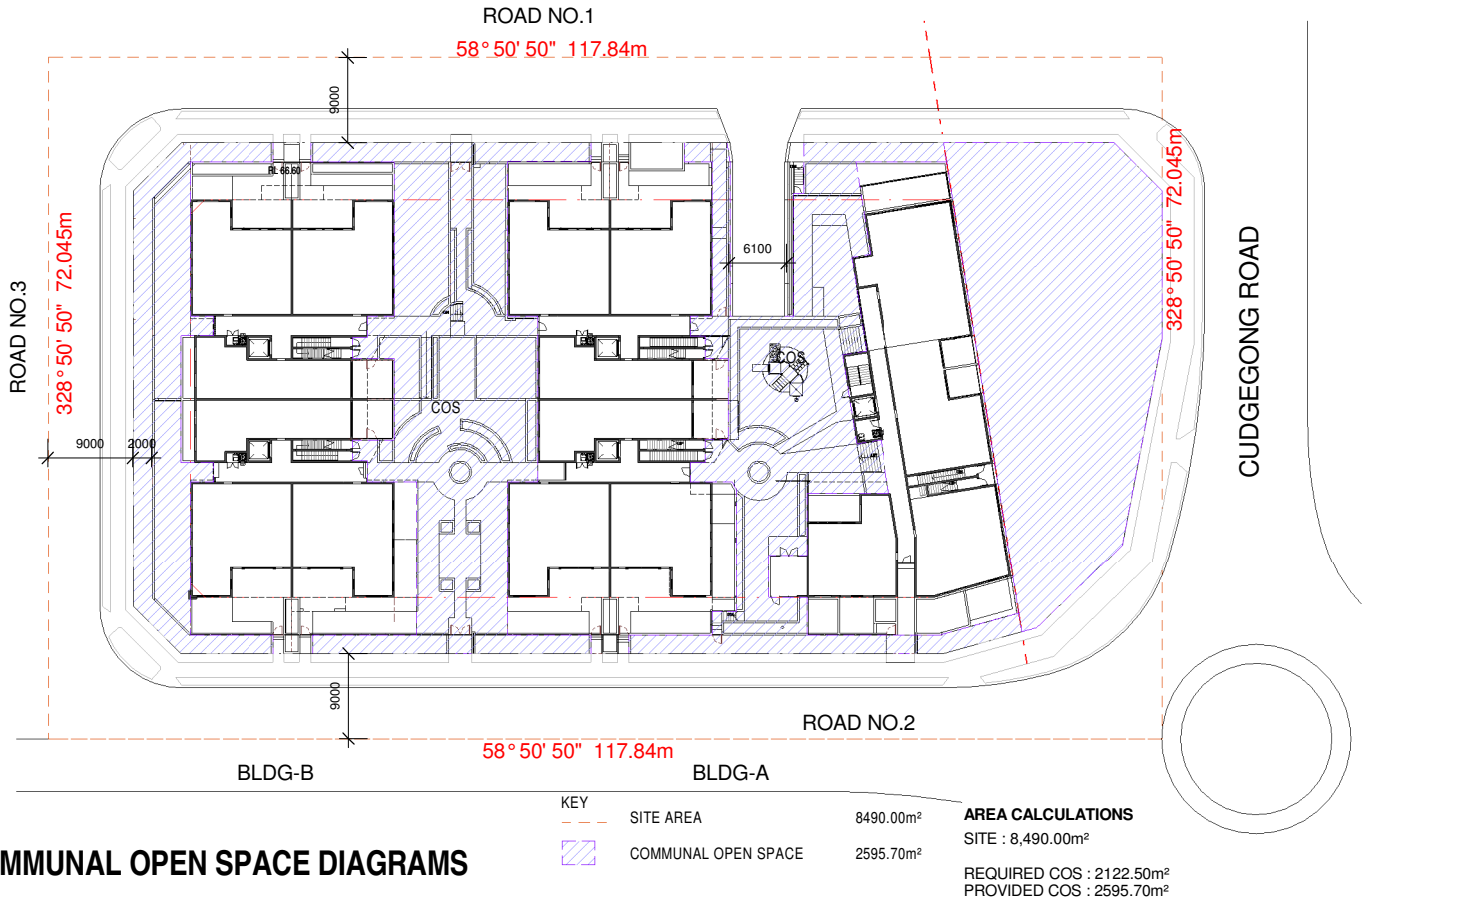 ROAD NO.1
58° 50' 50" 117.84m
9000
328° 50' 50" 72.045m
RL 66.60
6100
ROAD NO.3
328° 50' 50" 72.045m
CUDGEGONG ROAD
COS
COS
9000
2000
9000
ROAD NO.2
58° 50' 50" 117.84m
BLDG-B
BLDG-A
KEY
SITE AREA 8490.00m²
COMMUNAL OPEN SPACE 2595.70m²
AREA CALCULATIONS
SITE : 8,490.00m²
REQUIRED COS : 2122.50m²
PROVIDED COS : 2595.70m²
MMUNAL OPEN SPACE DIAGRAMS